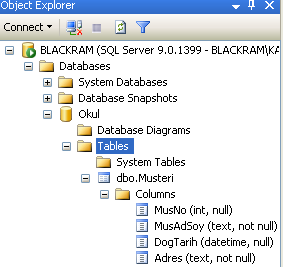 Object Explorer
Connect
BLACKRAM (SQL Server 9.0.1399 - BLACKRAM\KA
Databases
System Databases
Database Snapshots
Okul
Database Diagrams
Tables
System Tables
dbo.Musteri
Columns
MusNo (int, null)
MusAdSoy (text, not null)
DogTarih (datetime, null)
Adres (text, not null)